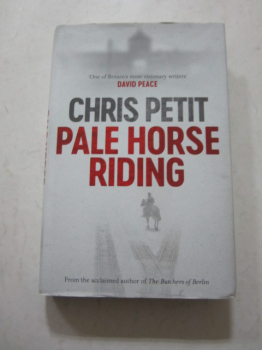 'One of Britain's most visionary writers'
DAVID PEACE
CHRIS PETIT
PALE HORSE
RIDING
From the acclaimed author of The Butchers of Berlin